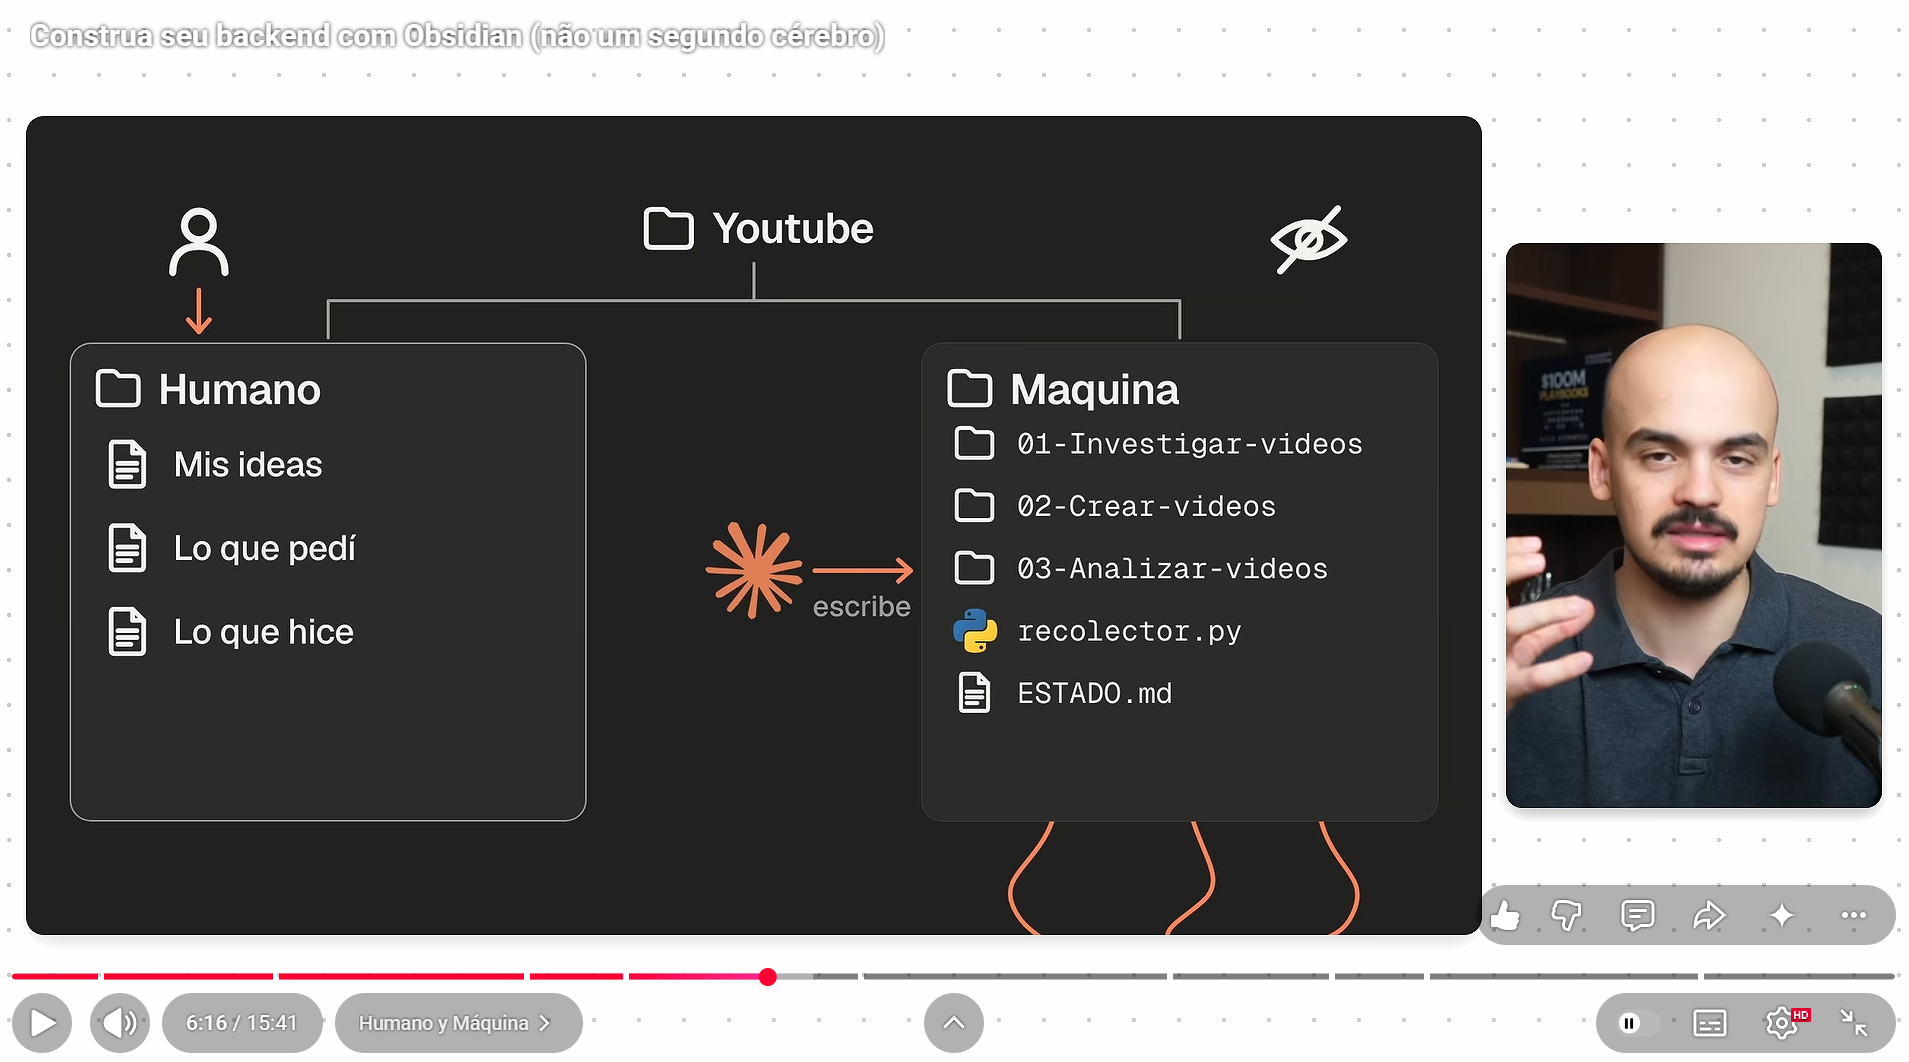 Construa seu backend com Obsidian (não um segundo cérebro)
Youtube
Humano
Mis ideas
Lo que pedí
Lo que hice
escribe
Maquina
01-Investigar-videos
02-Crear-videos
03-Analizar-videos
recolector.py
ESTADO.md
$100M
PLAYBOOKS
6:16 / 15:41
Humano y Máquina
HD